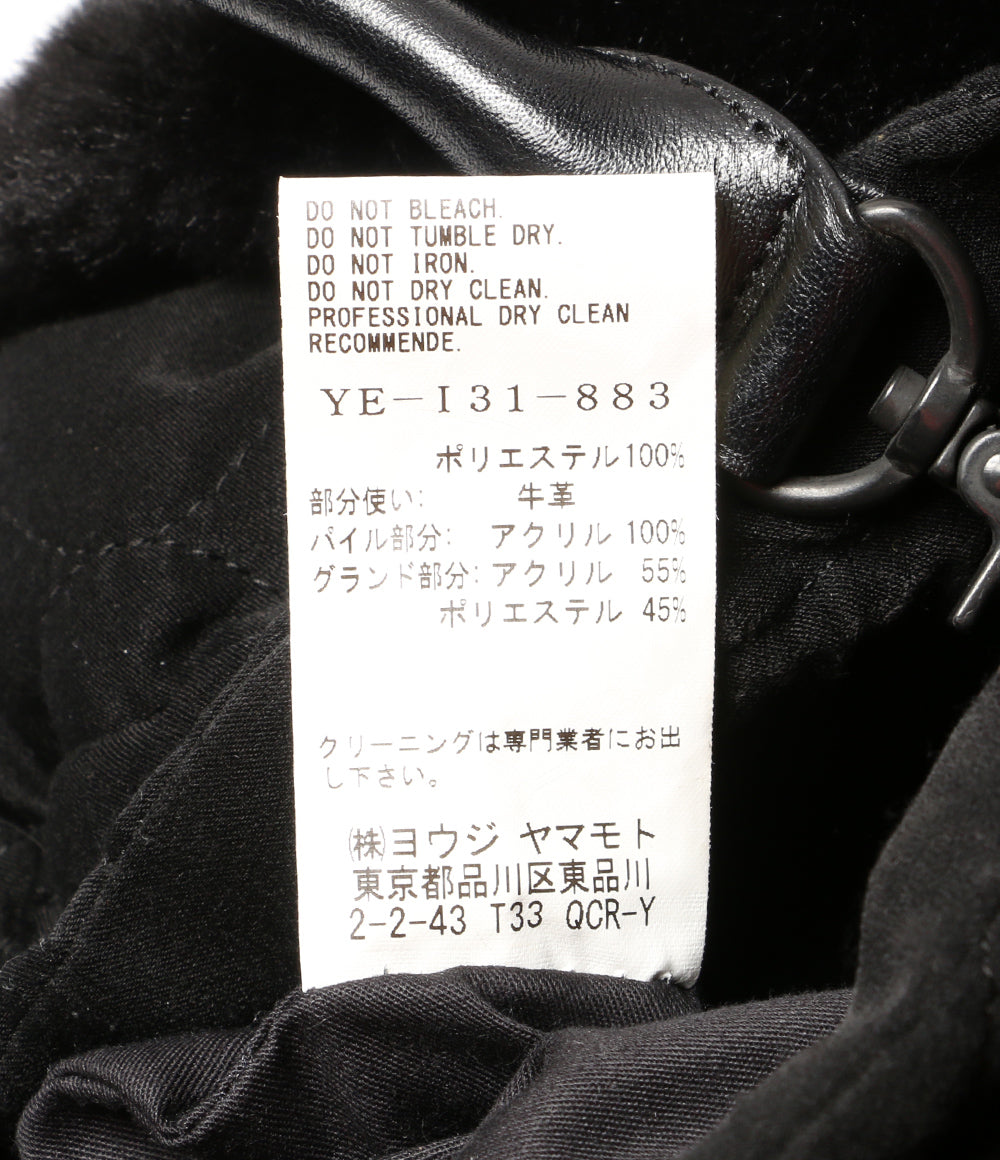 DO NOT BLEACH.
DO NOT TUMBLE DRY.
DO NOT IRON.
DO NOT DRY CLEAN.
PROFESSIONAL DRY CLEAN
RECOMMENDE.
YE-I31-883
ポリエステル100%
部分使い: 牛革
パイル部分: アクリル 100%
グランド部分: アクリル 55%
ポリエステル 45%
クリーニングは専門業者にお出
し下さい。
㈱ヨウジ ヤマモト
東京都品川区東品川
2-2-43 T33 QCR-Y